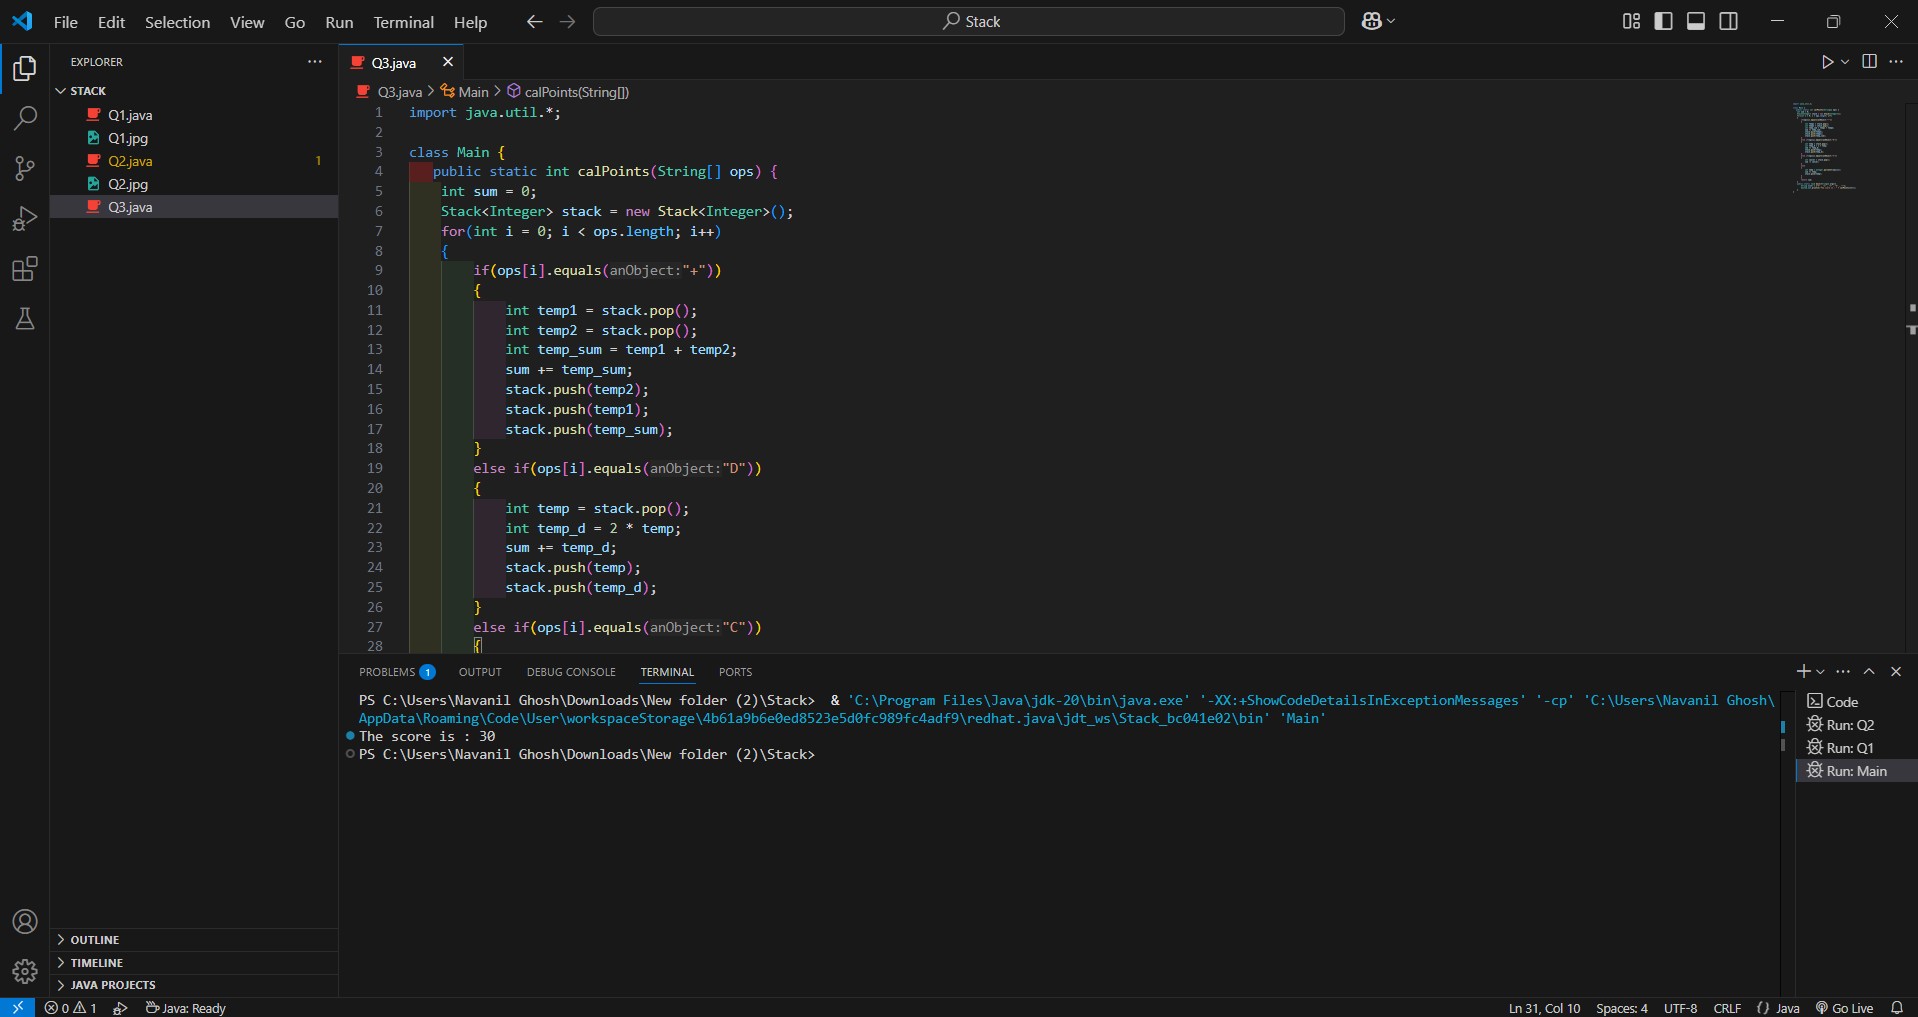 File Edit Selection View Go Run Terminal Help
Stack
EXPLORER
STACK
Q1.java
Q1.jpg
Q2.java 1
Q2.jpg
Q3.java
Q3.java
Q3.java > Main > calPoints(String[])
1 import java.util.*;
2
3 class Main {
4 public static int calPoints(String[] ops) {
5 int sum = 0;
6 Stack<Integer> stack = new Stack<Integer>();
7 for(int i = 0; i < ops.length; i++)
8 {
9 if(ops[i].equals(anObject:"+"))
10 {
11 int temp1 = stack.pop();
12 int temp2 = stack.pop();
13 int temp_sum = temp1 + temp2;
14 sum += temp_sum;
15 stack.push(temp2);
16 stack.push(temp1);
17 stack.push(temp_sum);
18 }
19 else if(ops[i].equals(anObject:"D"))
20 {
21 int temp = stack.pop();
22 int temp_d = 2 * temp;
23 sum += temp_d;
24 stack.push(temp);
25 stack.push(temp_d);
26 }
27 else if(ops[i].equals(anObject:"C"))
28 {
PROBLEMS 1 OUTPUT DEBUG CONSOLE TERMINAL PORTS
PS C:\Users\Navanil Ghosh\Downloads\New folder (2)\Stack>  & 'C:\Program Files\Java\jdk-20\bin\java.exe' '-XX:+ShowCodeDetailsInExceptionMessages' '-cp' 'C:\Users\Navanil Ghosh\
AppData\Roaming\Code\User\workspaceStorage\4b61a9b6e0ed8523e5d0fc989fc4adf9\redhat.java\jdt_ws\Stack_bc041e02\bin' 'Main'
The score is : 30
PS C:\Users\Navanil Ghosh\Downloads\New folder (2)\Stack>
Code
Run: Q2
Run: Q1
Run: Main
OUTLINE
TIMELINE
JAVA PROJECTS
0 1 Java: Ready Ln 31, Col 10 Spaces: 4 UTF-8 CRLF {} Java Go Live